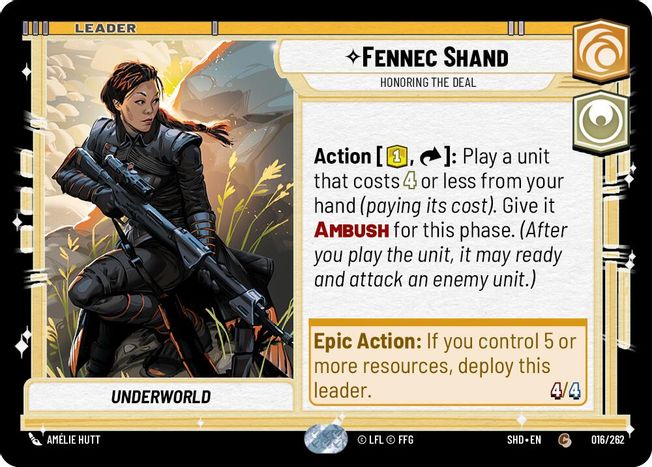 LEADER
✧FENNEC SHAND
HONORING THE DEAL
Action [1, ]: Play a unit
that costs 4 or less from your
hand (paying its cost). Give it
AMBUSH for this phase. (After
you play the unit, it may ready
and attack an enemy unit.)
Epic Action: If you control 5 or
more resources, deploy this
leader.
4/4
UNDERWORLD
AMÉLIE HUTT
© LFL © FFG
SHD•EN
C
016/262